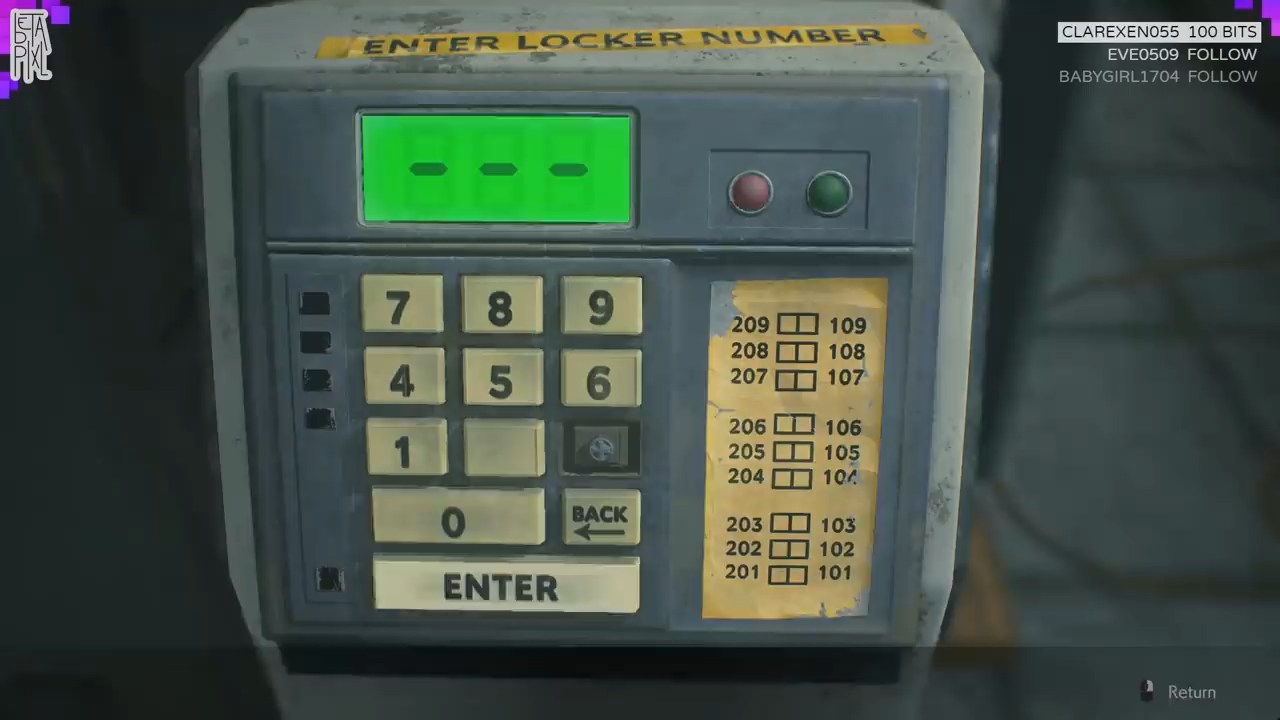 CLAREXEN055 100 BITS
EVE0509 FOLLOW
BABYGIRL1704 FOLLOW
ENTER LOCKER NUMBER
- - -
7 8 9
4 5 6
1
0 BACK
ENTER
209 109
208 108
207 107
206 106
205 105
204 104
203 103
202 102
201 101
Return